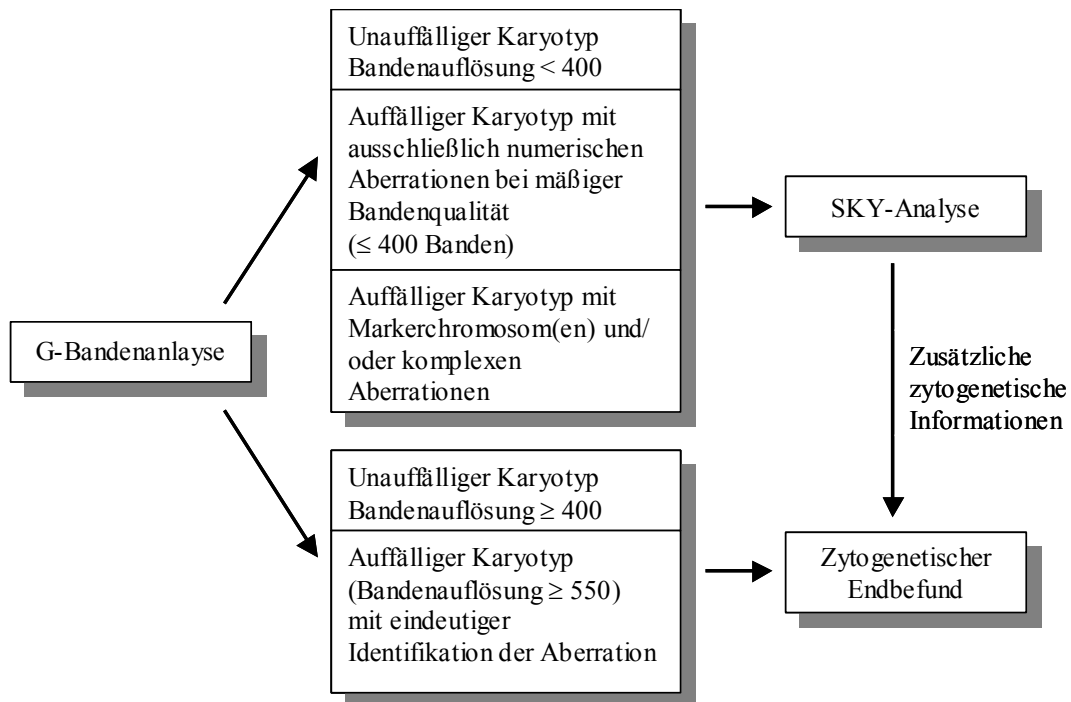 Unauffälliger Karyotyp
Bandenauflösung < 400
Auffälliger Karyotyp mit
ausschließlich numerischen
Aberrationen bei mäßiger
Bandenqualität
(≤ 400 Banden)
Auffälliger Karyotyp mit
Markerchromosom(en) und/
oder komplexen
Aberrationen
G-Bandenanlayse
SKY-Analyse
Zusätzliche
zytogenetische
Informationen
Unauffälliger Karyotyp
Bandenauflösung ≥ 400
Auffälliger Karyotyp
(Bandenauflösung ≥ 550)
mit eindeutiger
Identifikation der Aberration
Zytogenetischer
Endbefund